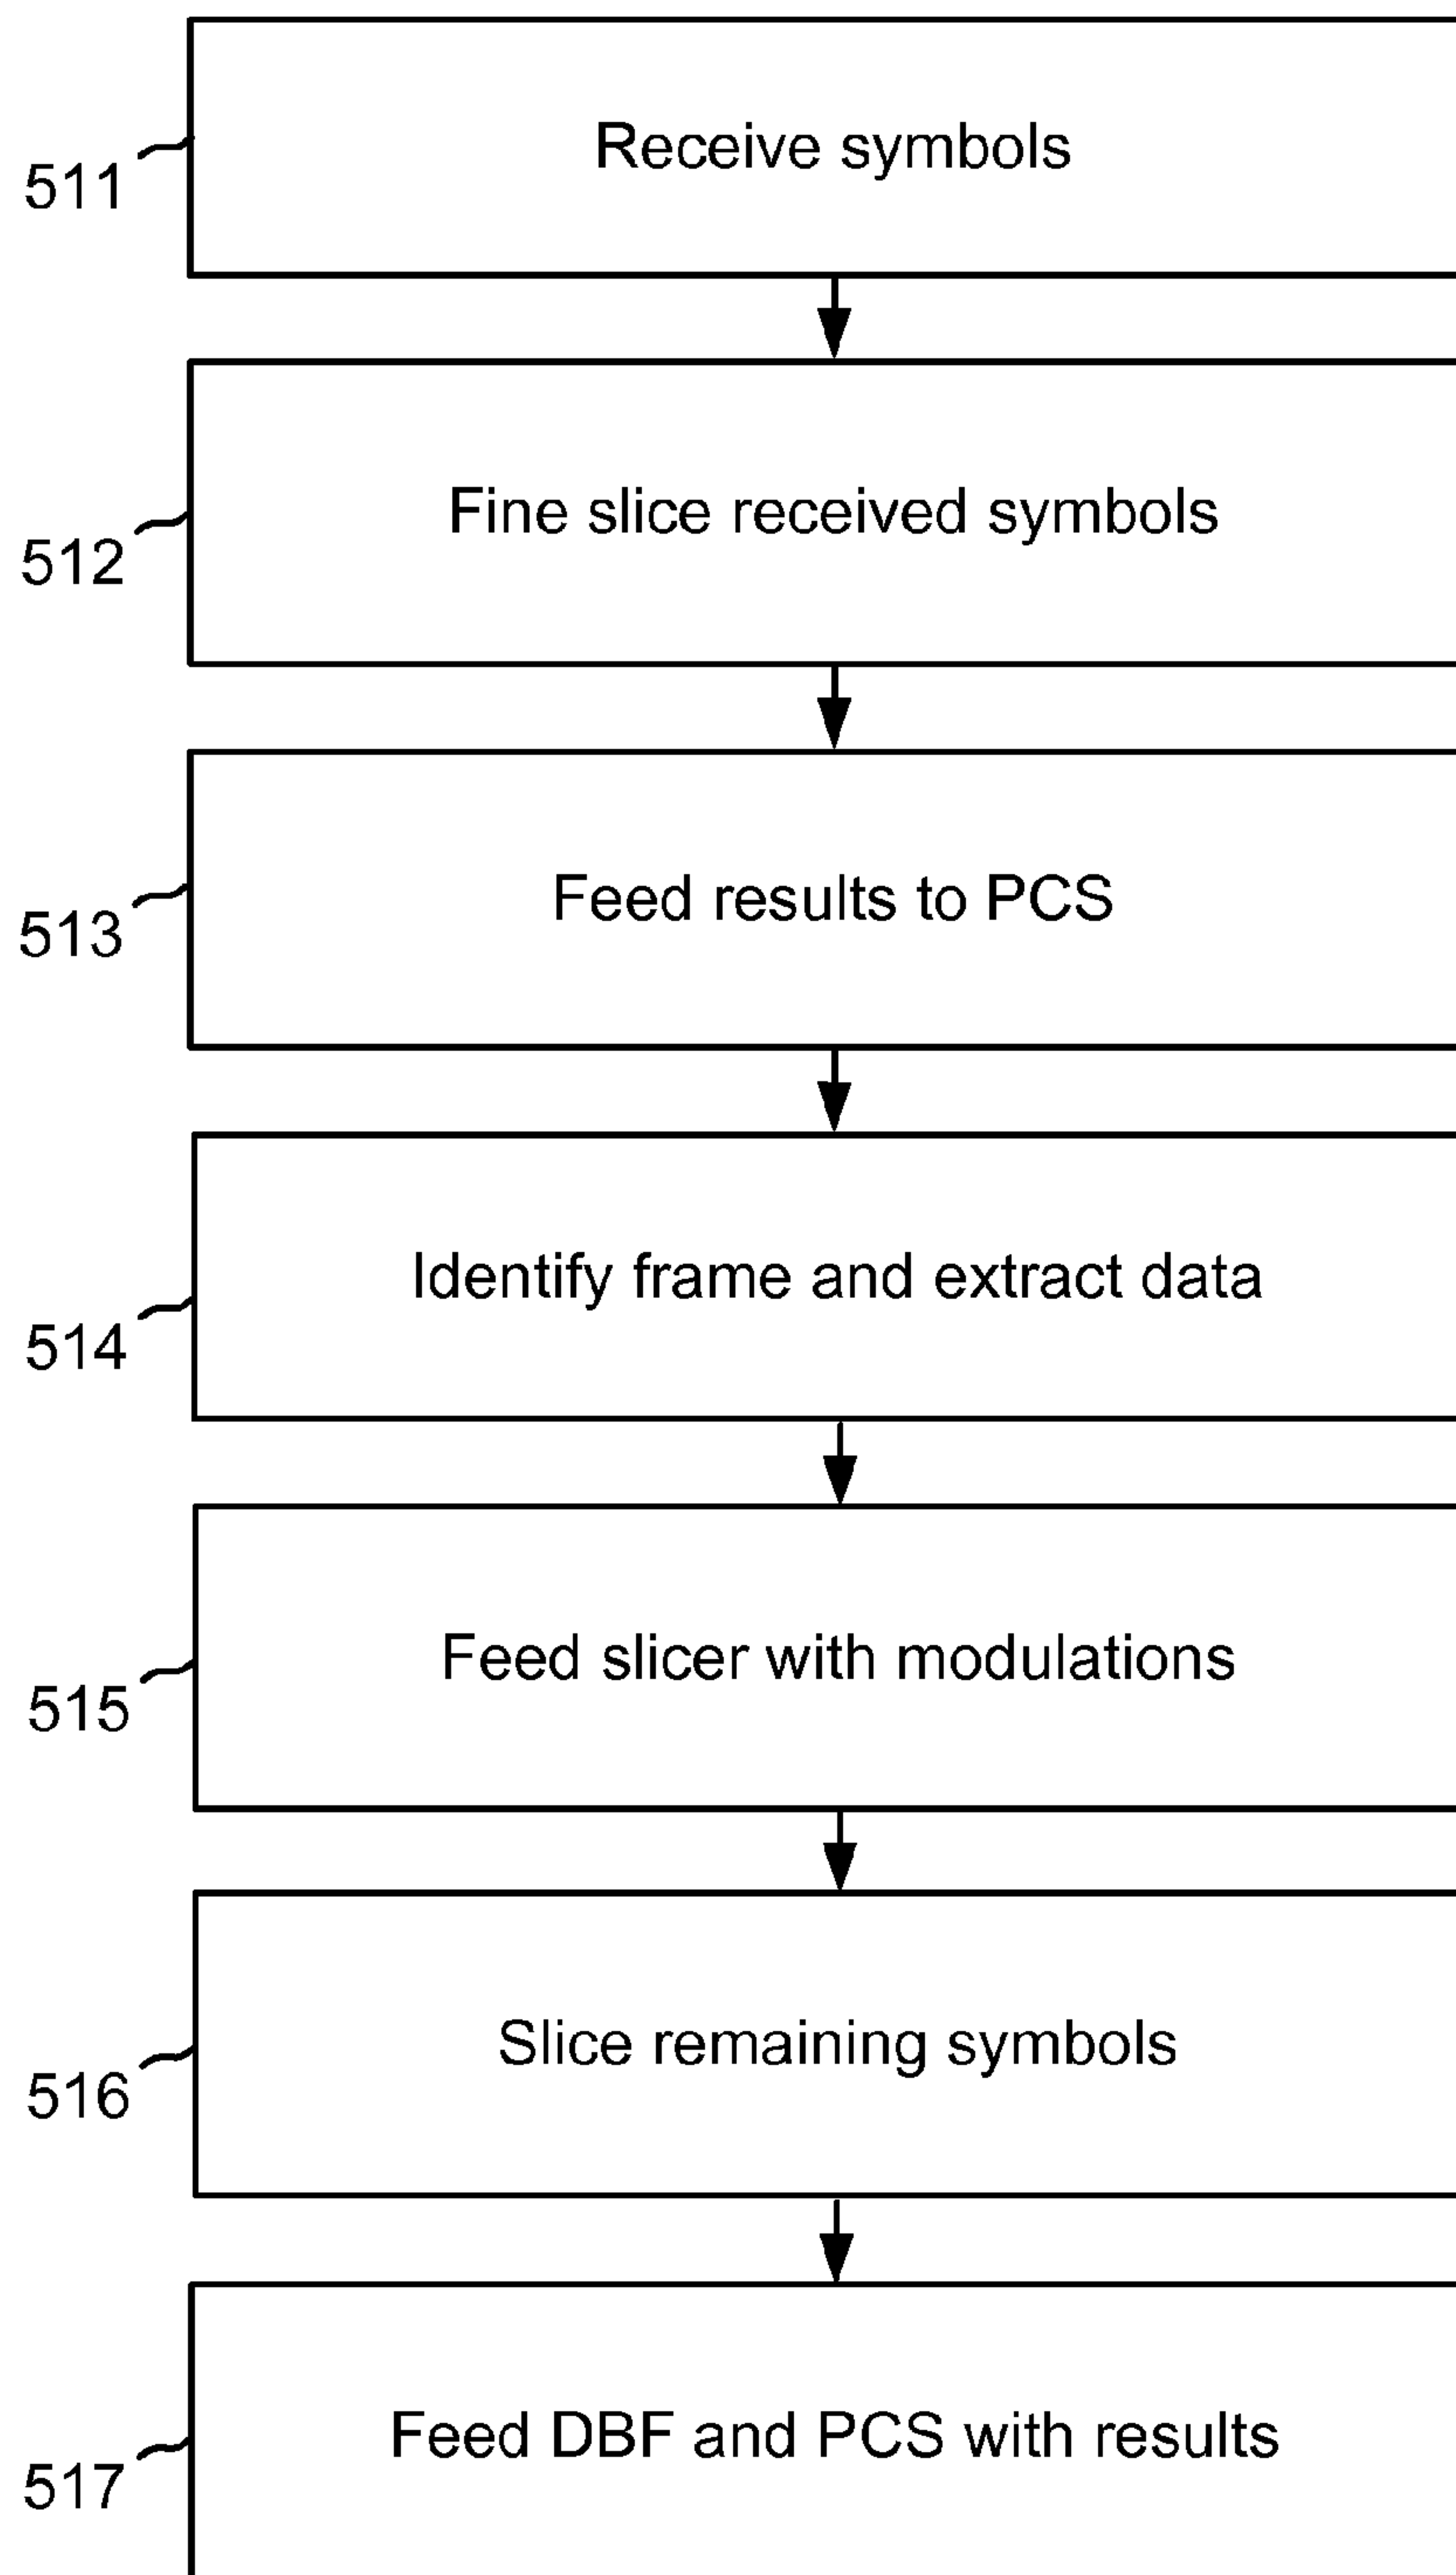 Receive symbols
511
Fine slice received symbols
512
Feed results to PCS
513
Identify frame and extract data
514
Feed slicer with modulations
515
Slice remaining symbols
516
Feed DBF and PCS with results
517